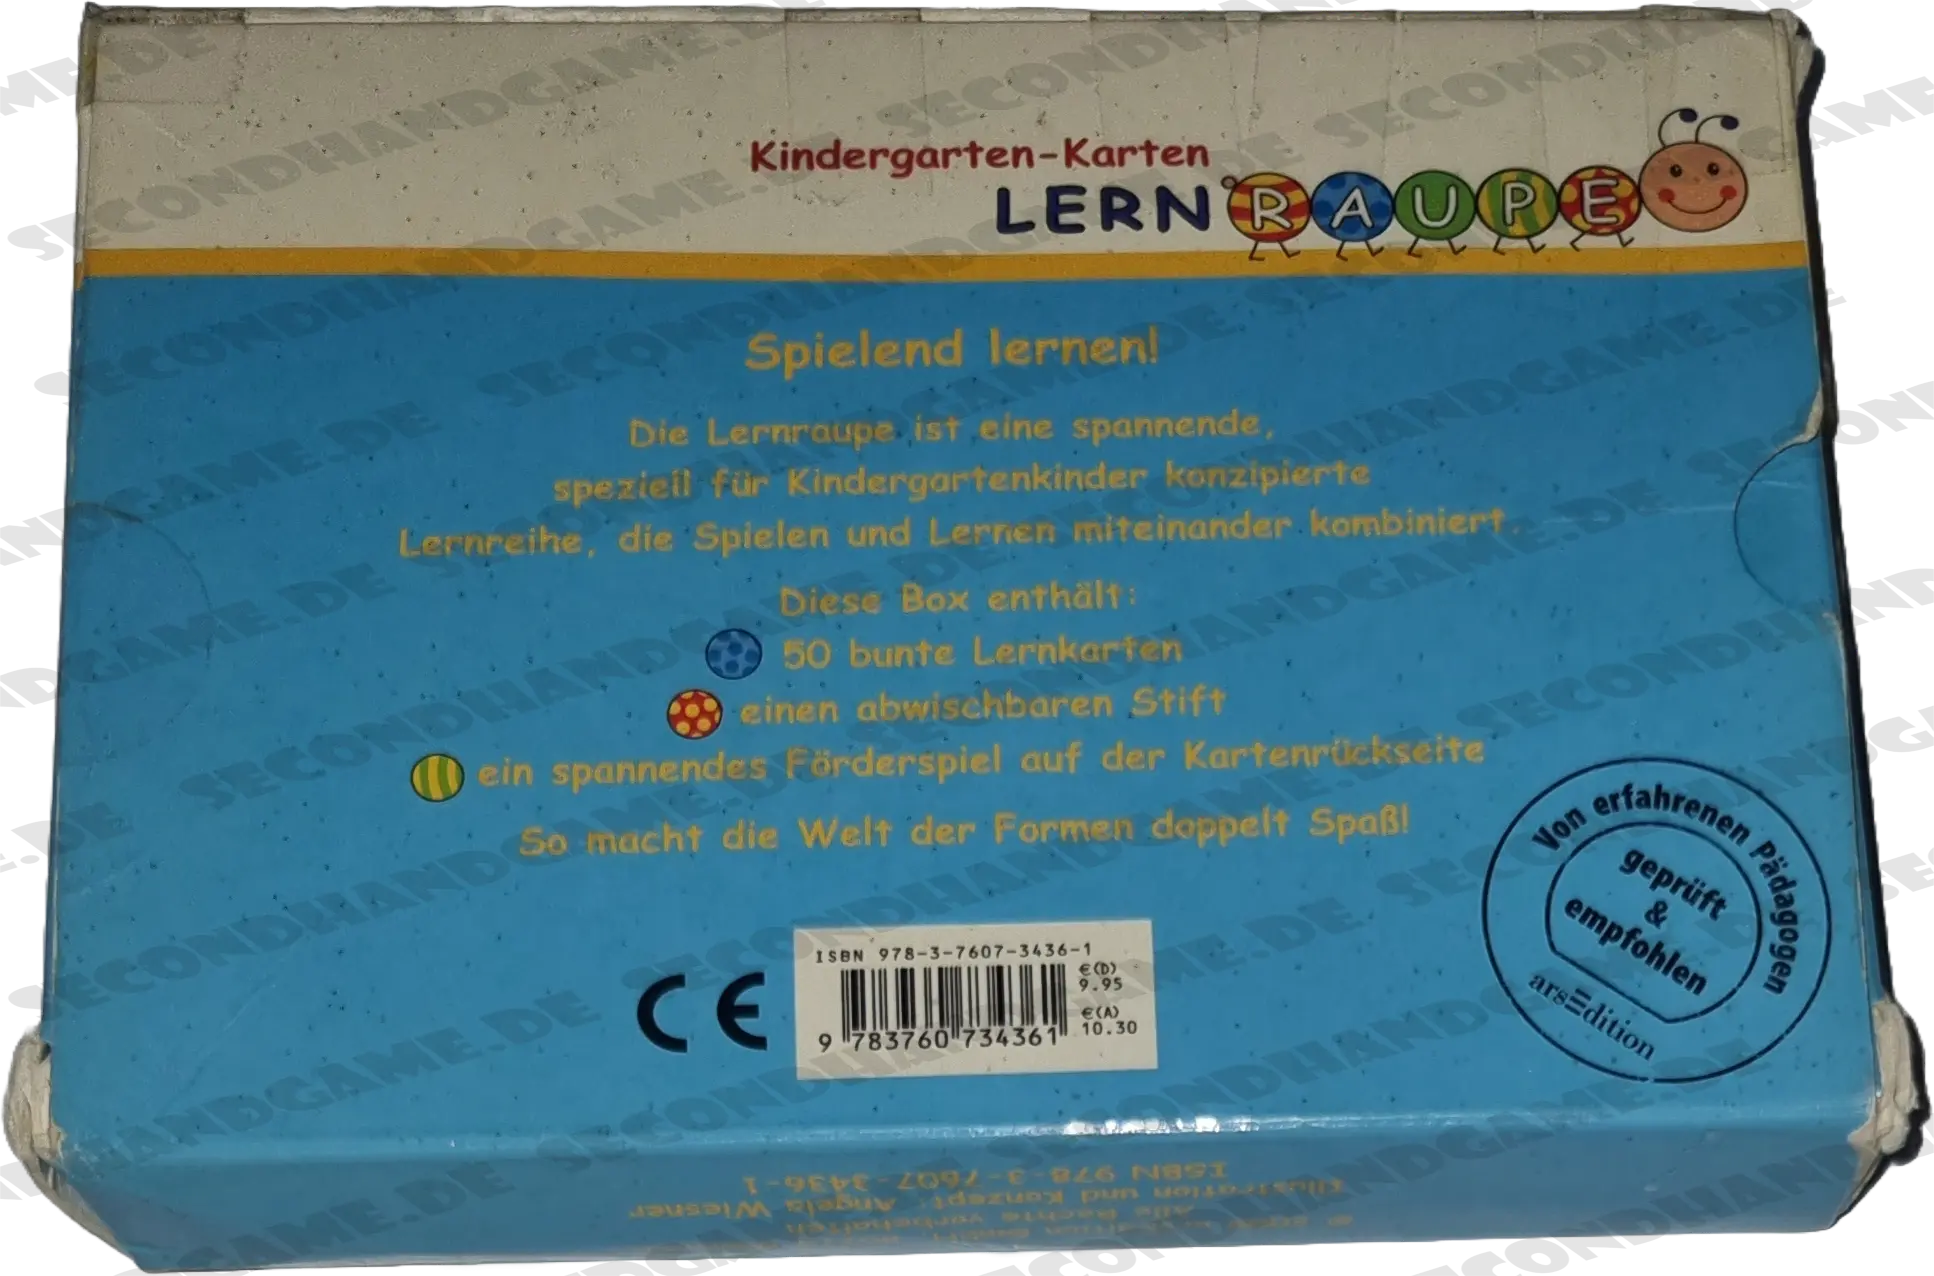 Kindergarten-Karten
LERNRAUPE
Spielend lernen!
Die Lernraupe ist eine spannende,
speziell für Kindergartenkinder konzipierte
Lernreihe, die Spielen und Lernen miteinander kombiniert.
Diese Box enthält:
50 bunte Lernkarten
einen abwischbaren Stift
ein spannendes Förderspiel auf der Kartenrückseite
So macht die Welt der Formen doppelt Spaß!
Von erfahrenen Pädagogen
geprüft
&
empfohlen
arsEdition
CE
ISBN 978-3-7607-3436-1
€(D)
9.95
€(A)
10.30
9 783760 734361
ISBN 978-3-7607-3436-1
Illustration und Konzept: Angela Wiesner
Alle Rechte vorbehalten
SECONDHANDGAME.DE